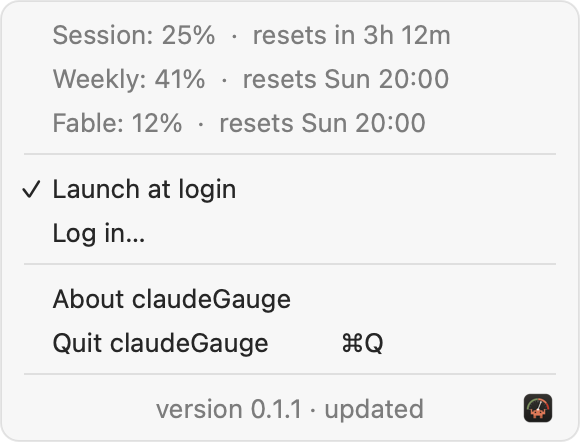 Session: 25% · resets in 3h 12m
Weekly: 41% · resets Sun 20:00
Fable: 12% · resets Sun 20:00
✓ Launch at login
Log in...
About claudeGauge
Quit claudeGauge ⌘Q
version 0.1.1 · updated